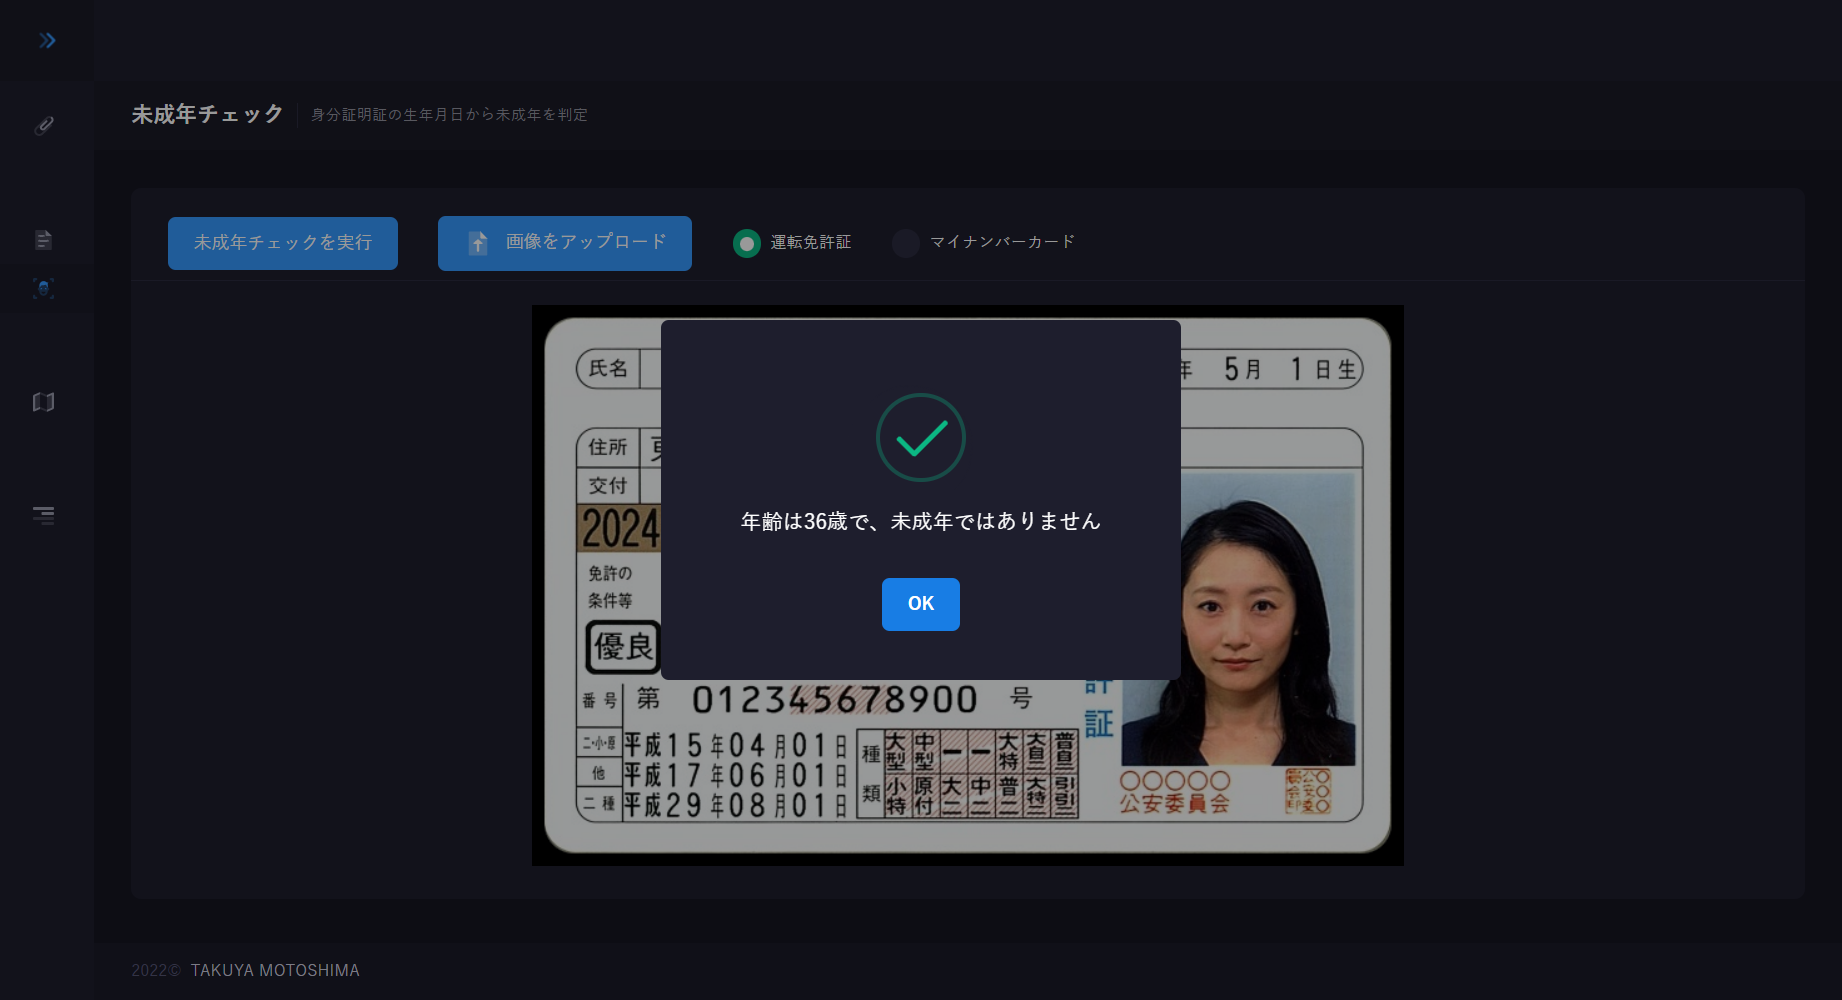 未成年チェック
身分証明証の生年月日から未成年を判定
未成年チェックを実行
画像をアップロード
運転免許証
マイナンバーカード
氏名
年 5月 1日生
住所
交付
2024
免許の
条件等
優良
年齢は36歳で、未成年ではありません
OK
番号 第 012345678900 号
二・小・原 平成15年04月01日
他 平成17年06月01日
二種 平成29年08月01日
種類
大型 中型 大特 大自二 普自二
小特 原付 大二 中二 普二 大特二 引引二
許
証
公安委員会
2022© TAKUYA MOTOSHIMA